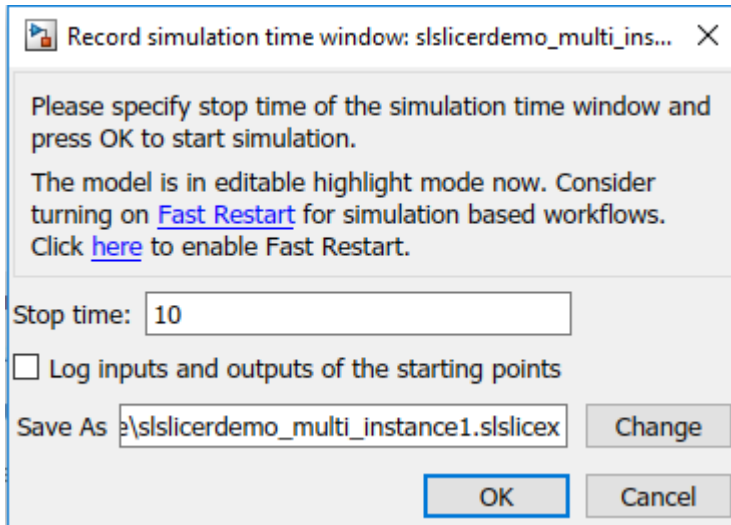 Record simulation time window: slslicerdemo_multi_ins...
Please specify stop time of the simulation time window and
press OK to start simulation.
The model is in editable highlight mode now. Consider
turning on Fast Restart for simulation based workflows.
Click here to enable Fast Restart.
Stop time: 10
Log inputs and outputs of the starting points
Save As e\slslicerdemo_multi_instance1.slslicex Change
OK Cancel